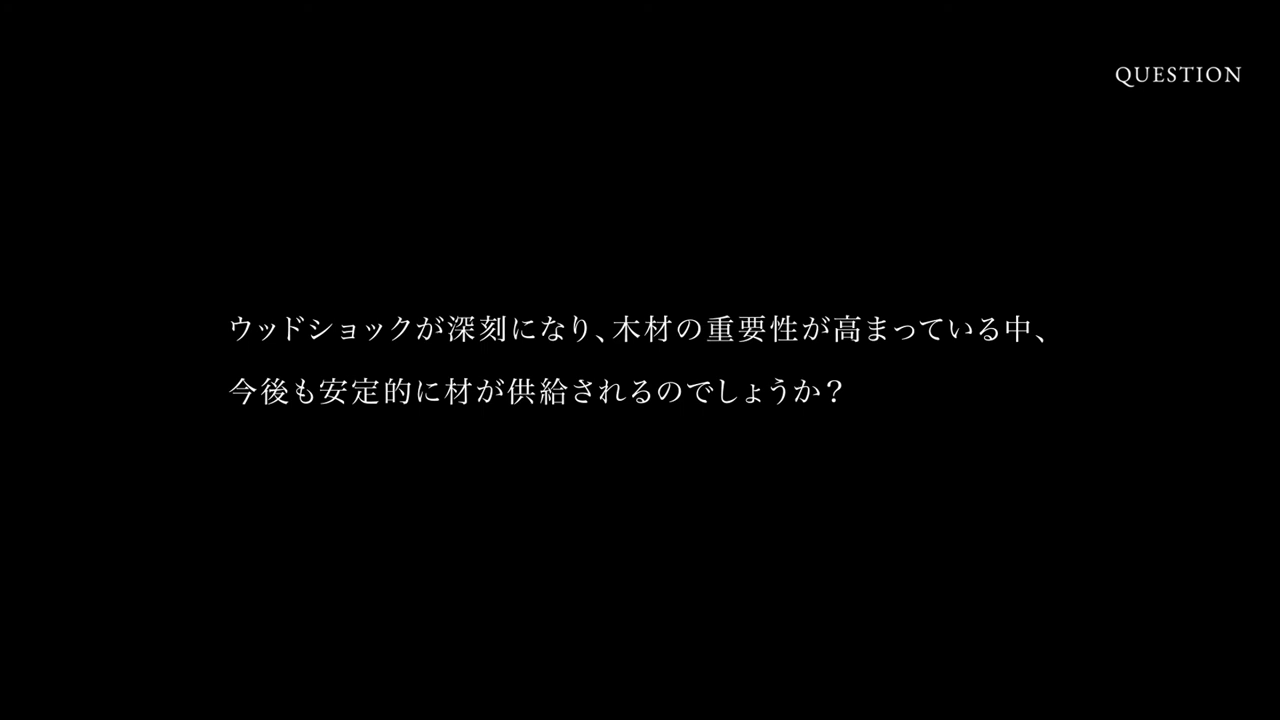 QUESTION
ウッドショックが深刻になり、木材の重要性が高まっている中、
今後も安定的に材が供給されるのでしょうか？